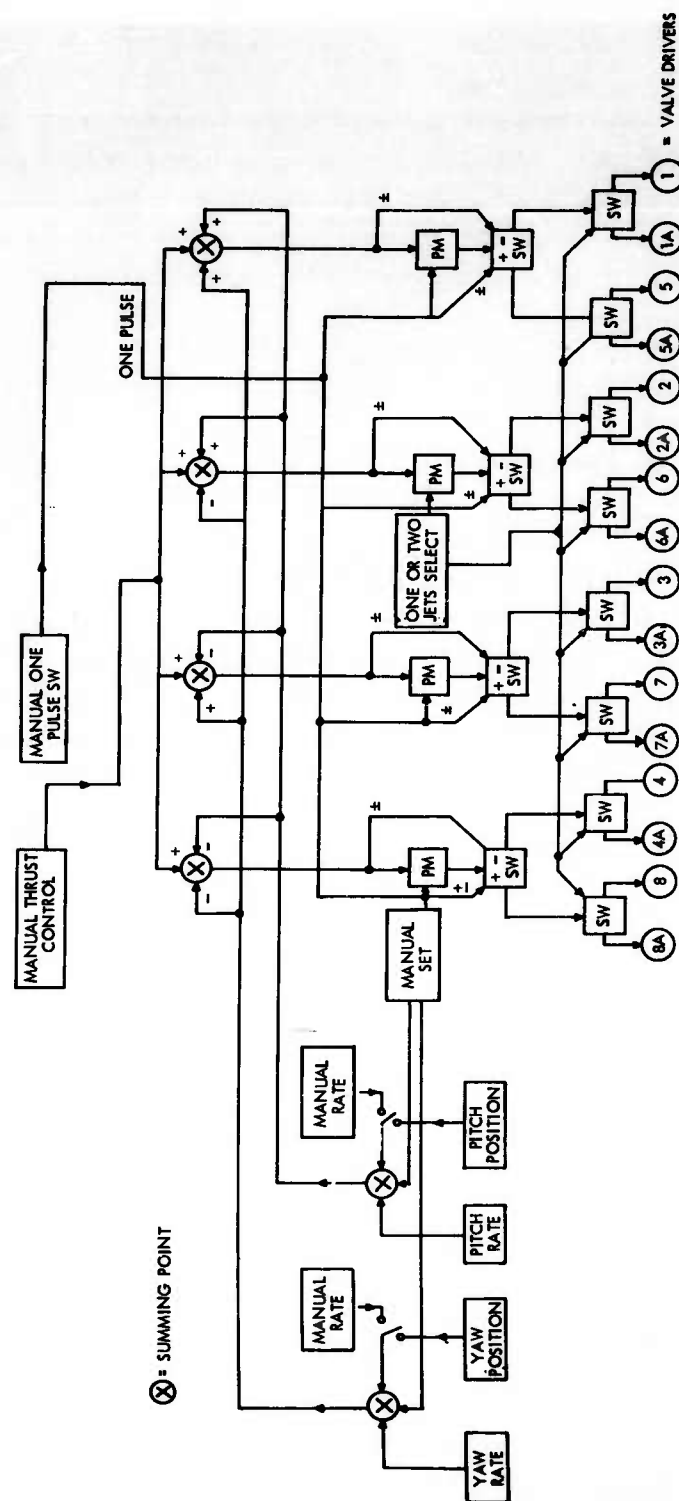 MANUAL THRUST
CONTROL
MANUAL ONE
PULSE SW
ONE PULSE
+
+
+
+
+
-
+
-
+
+
-
-
⊗ = SUMMING POINT
MANUAL
RATE
MANUAL
RATE
YAW
RATE
YAW
POSITION
PITCH
RATE
PITCH
POSITION
MANUAL
SET
ONE OR TWO
JETS SELECT
±
±
±
±
+-
±
±
±
PM
PM
PM
PM
+ -
SW
+ -
SW
+ -
SW
+ -
SW
SW
SW
SW
SW
SW
SW
SW
SW
8A
8
4A
4
7A
7
3A
3
6A
6
2A
2
5A
5
1A
1
= VALVE DRIVERS